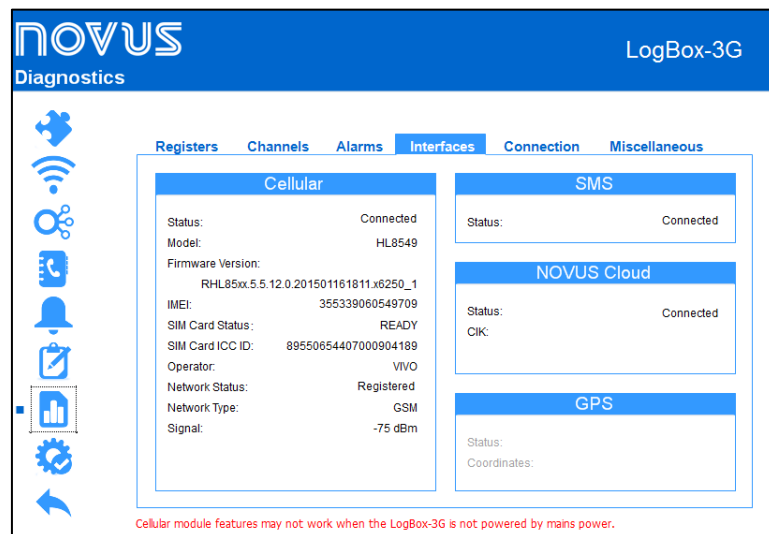 novus
LogBox-3G
Diagnostics
Registers Channels Alarms Interfaces Connection Miscellaneous
Cellular
Status: Connected
Model: HL8549
Firmware Version:
RHL85xx.5.5.12.0.201501161811.x6250_1
IMEI: 355339060549709
SIM Card Status: READY
SIM Card ICC ID: 89550654407000904189
Operator: VIVO
Network Status: Registered
Network Type: GSM
Signal: -75 dBm
SMS
Status: Connected
NOVUS Cloud
Status: Connected
CIK:
GPS
Status:
Coordinates:
Cellular module features may not work when the LogBox-3G is not powered by mains power.